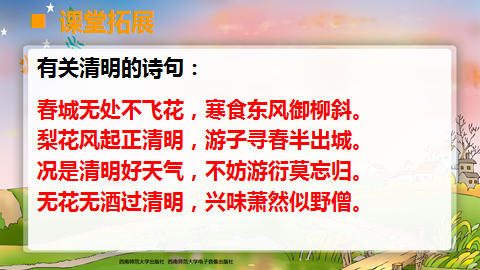 课堂拓展
有关清明的诗句：
春城无处不飞花，寒食东风御柳斜。
梨花风起正清明，游子寻春半出城。
况是清明好天气，不妨游衍莫忘归。
无花无酒过清明，兴味萧然似野僧。
西南师范大学出版社 西南师范大学电子音像出版社